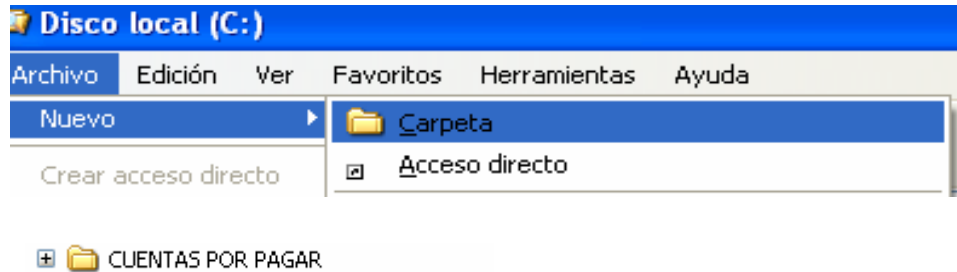 Disco local (C:)
Archivo Edición Ver Favoritos Herramientas Ayuda
Nuevo Carpeta
Crear acceso directo Acceso directo
CUENTAS POR PAGAR